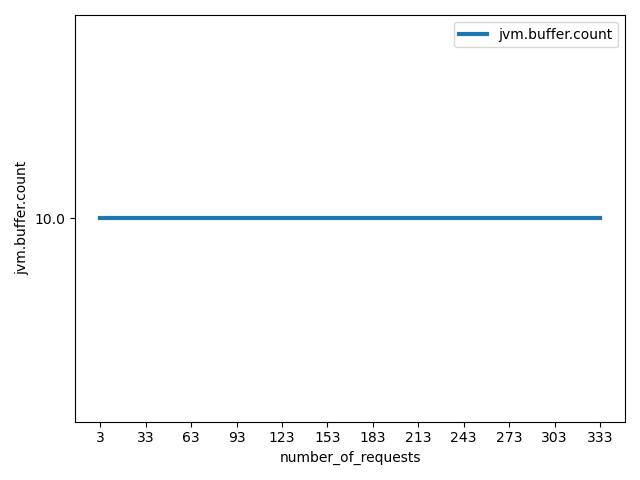 jvm.buffer.count
jvm.buffer.count
10.0
3 33 63 93 123 153 183 213 243 273 303 333
number_of_requests